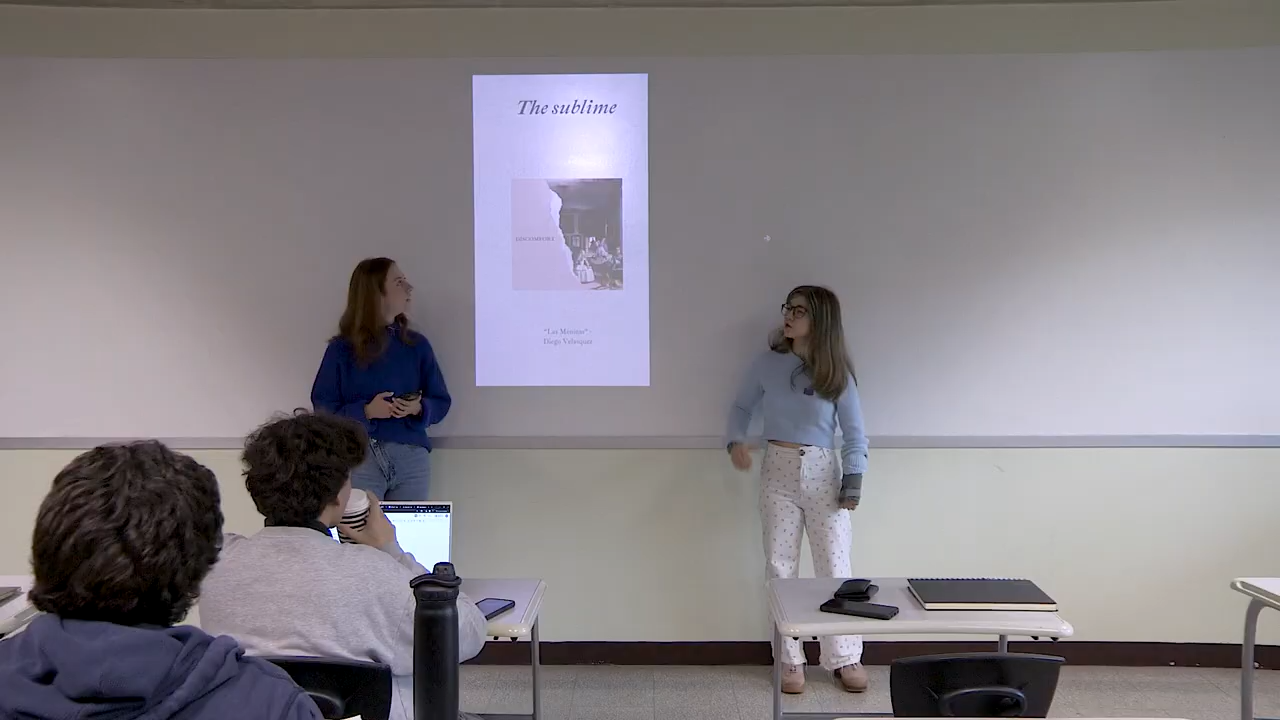 The sublime
DISCOMFORT
"Las Meninas" -
Diego Velázquez